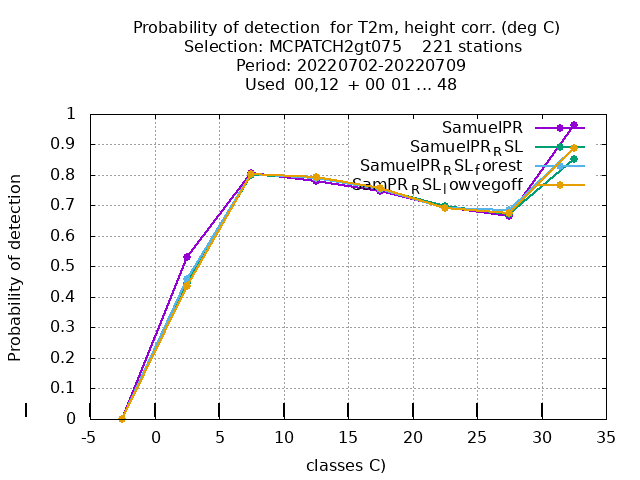 Probability of detection  for T2m, height corr. (deg C)
Selection: MCPATCH2gt075    221 stations
Period: 20220702-20220709
Used  00,12  + 00 01 ... 48
SamuelPR
SamuelPR_RSL
SamuelPR_RSL_forest
SamPR_RSL_lowvegoff
1
0.9
0.8
0.7
0.6
0.5
0.4
0.3
0.2
0.1
0
Probability of detection
-5 0 5 10 15 20 25 30 35
classes C)